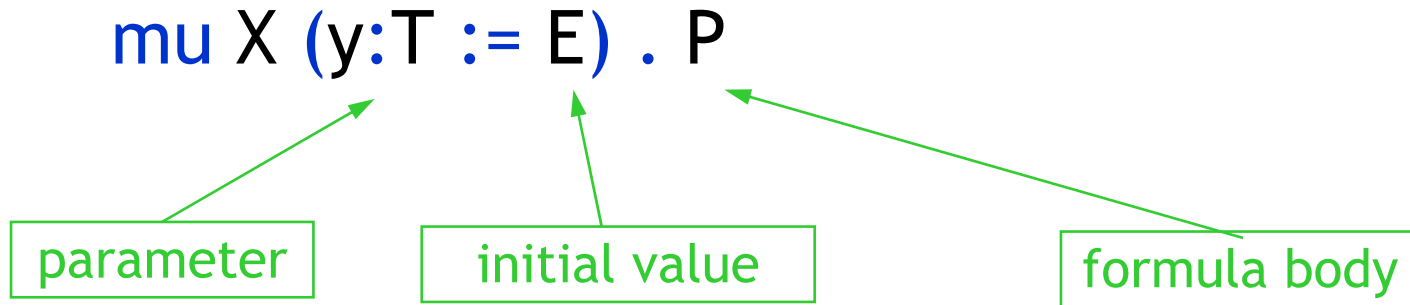 mu X (y:T := E) . P
parameter
initial value
formula body